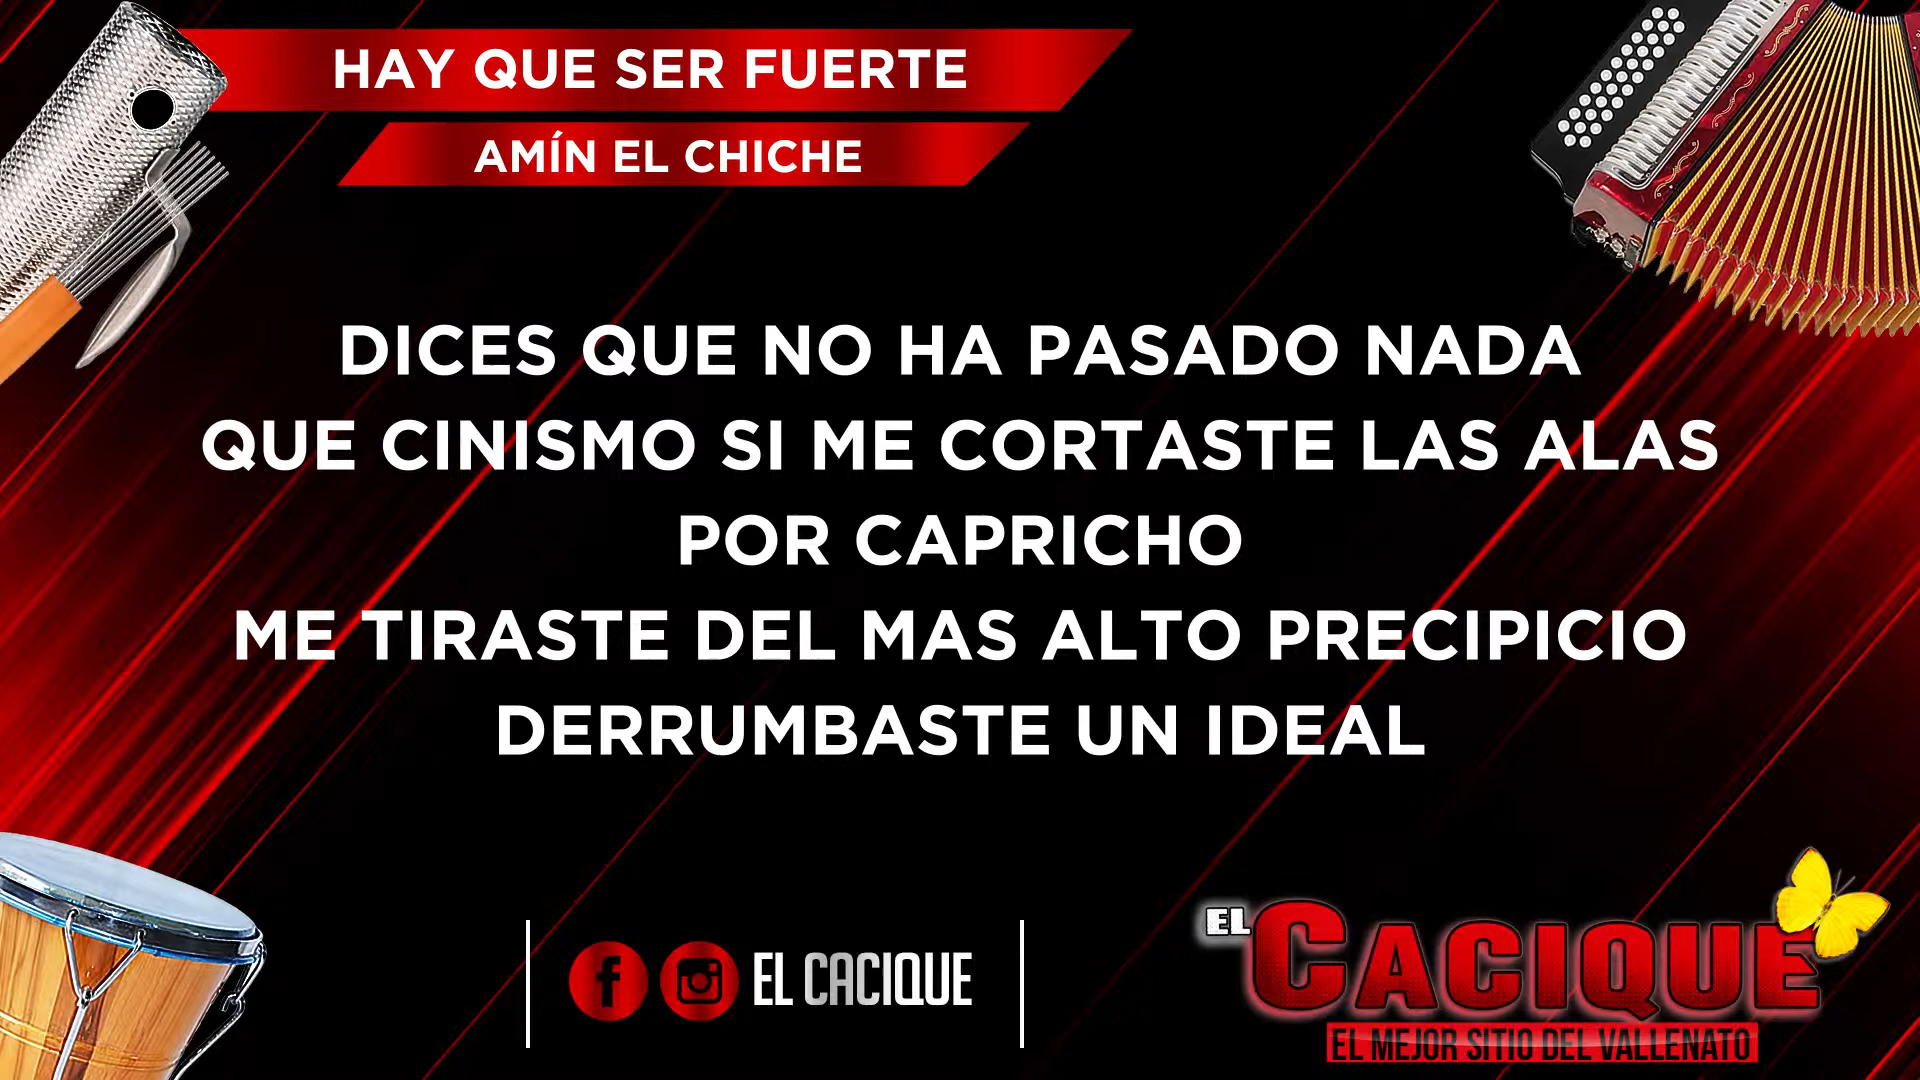 HAY QUE SER FUERTE
AMÍN EL CHICHE
DICES QUE NO HA PASADO NADA
QUE CINISMO SI ME CORTASTE LAS ALAS
POR CAPRICHO
ME TIRASTE DEL MAS ALTO PRECIPICIO
DERRUMBASTE UN IDEAL
EL CACIQUE
EL CACIQUE
EL MEJOR SITIO DEL VALLENATO